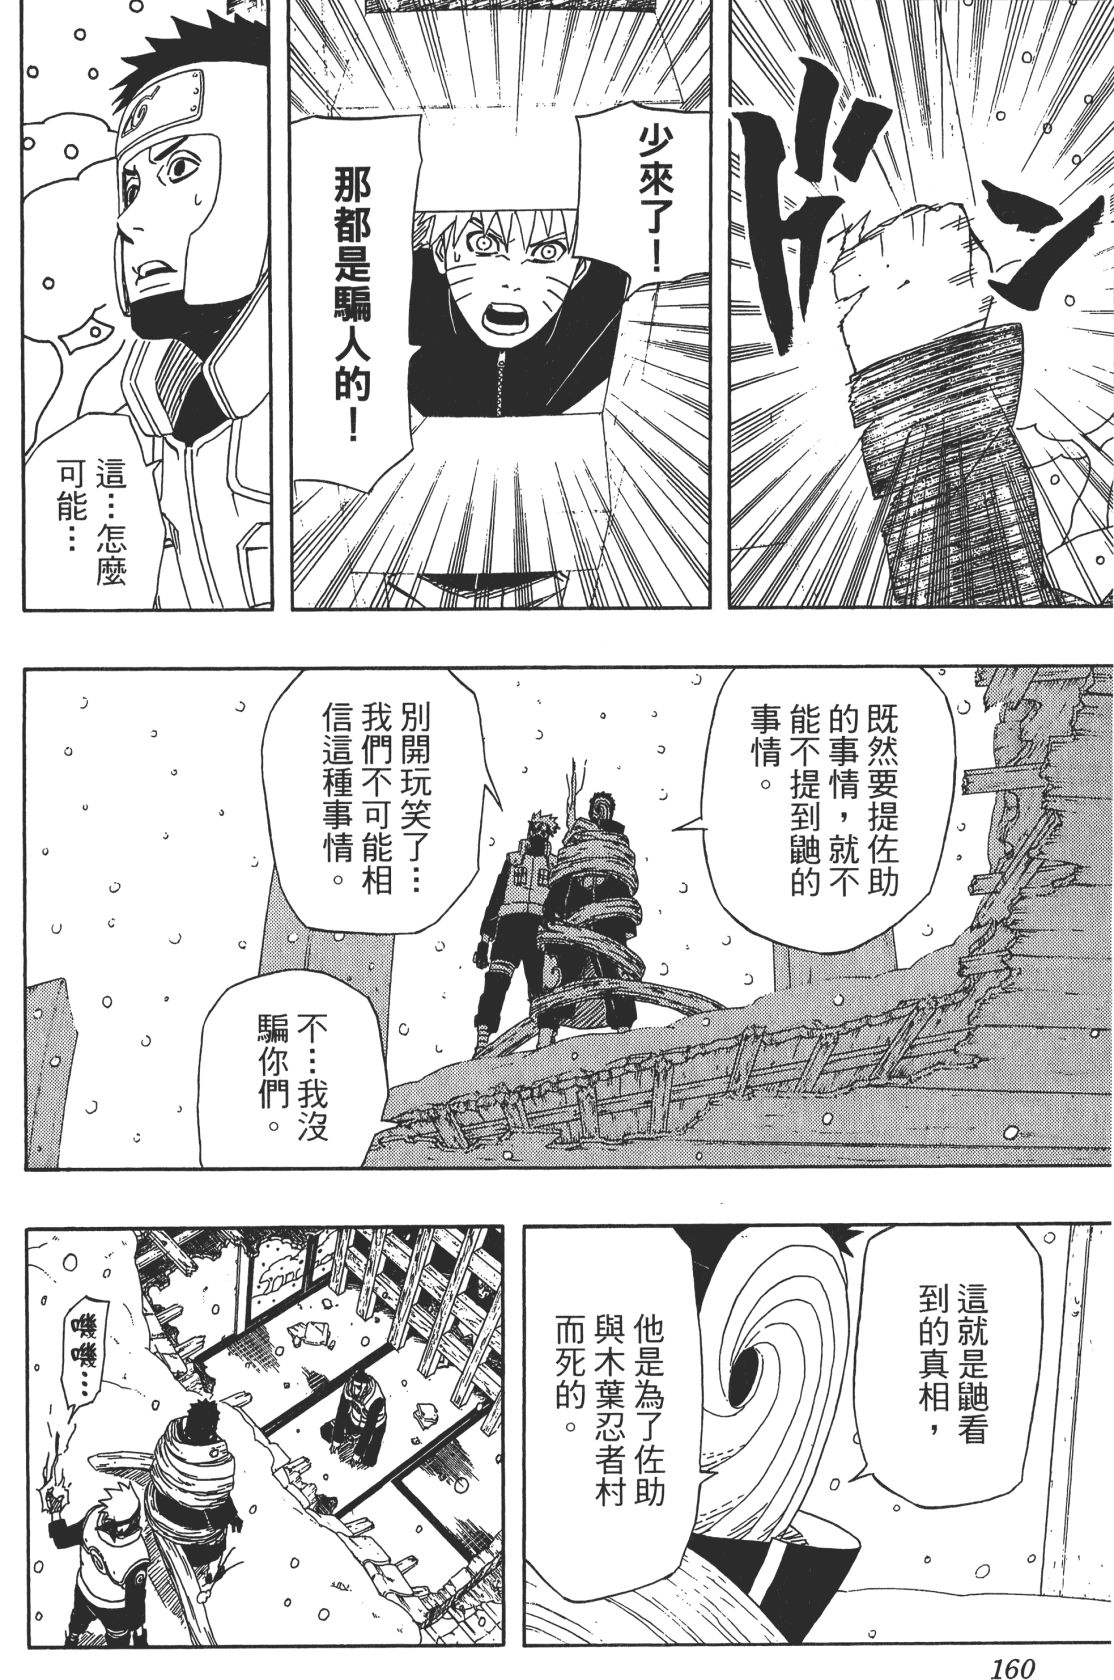 ドドン
少來了！
那都是騙人的！
這…怎麼
可能…
既然要提佐助
的事情，就不
能不提到鼬的
事情。
別開玩笑了…
我們不可能相
信這種事情。
不…我沒
騙你們。
這就是鼬看
到的真相，
他是為了佐助
與木葉忍者村
而死的。
嘰嘰…
160